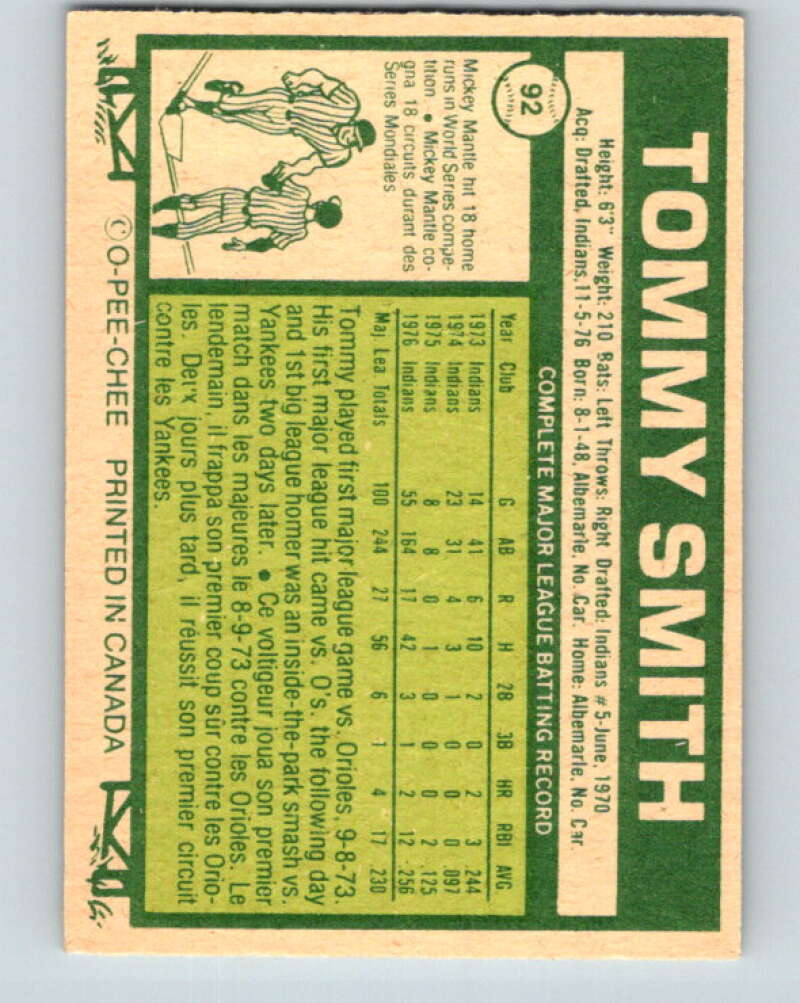 92
TOMMY SMITH
Height: 6'3" Weight: 210 Bats: Left Throws: Right Drafted: Indians #5-June, 1970
Acq: Drafted, Indians, 11-5-76 Born: 8-1-48, Albemarle, No. Car. Home: Albemarle, No. Car.
COMPLETE MAJOR LEAGUE BATTING RECORD
Year Club G AB R H 2B 3B HR RBI AVG
1973 Indians 14 41 6 10 2 0 2 3 .244
1974 Indians 23 31 4 3 1 0 0 0 .097
1975 Indians 8 8 0 1 0 0 0 2 .125
1976 Indians 55 164 17 42 3 1 2 12 .256
Maj Lea Totals 100 244 27 56 6 1 4 17 .230
Tommy played first major league game vs. Orioles, 9-8-73.
His first major league hit came vs. O's. the following day
and 1st big league homer was an inside-the-park smash vs.
Yankees two days later. • Ce voltigeur joua son premier
match dans les majeures le 8-9-73 contre les Orioles. Le
lendemain, il frappa son premier coup sûr contre les Orio-
les. Deux jours plus tard, il réussit son premier circuit
contre les Yankees.
Mickey Mantle hit 18 home
runs in World Series compe-
tition. • Mickey Mantle co-
gna 18 circuits durant des
Séries Mondiales
© O-PEE-CHEE PRINTED IN CANADA